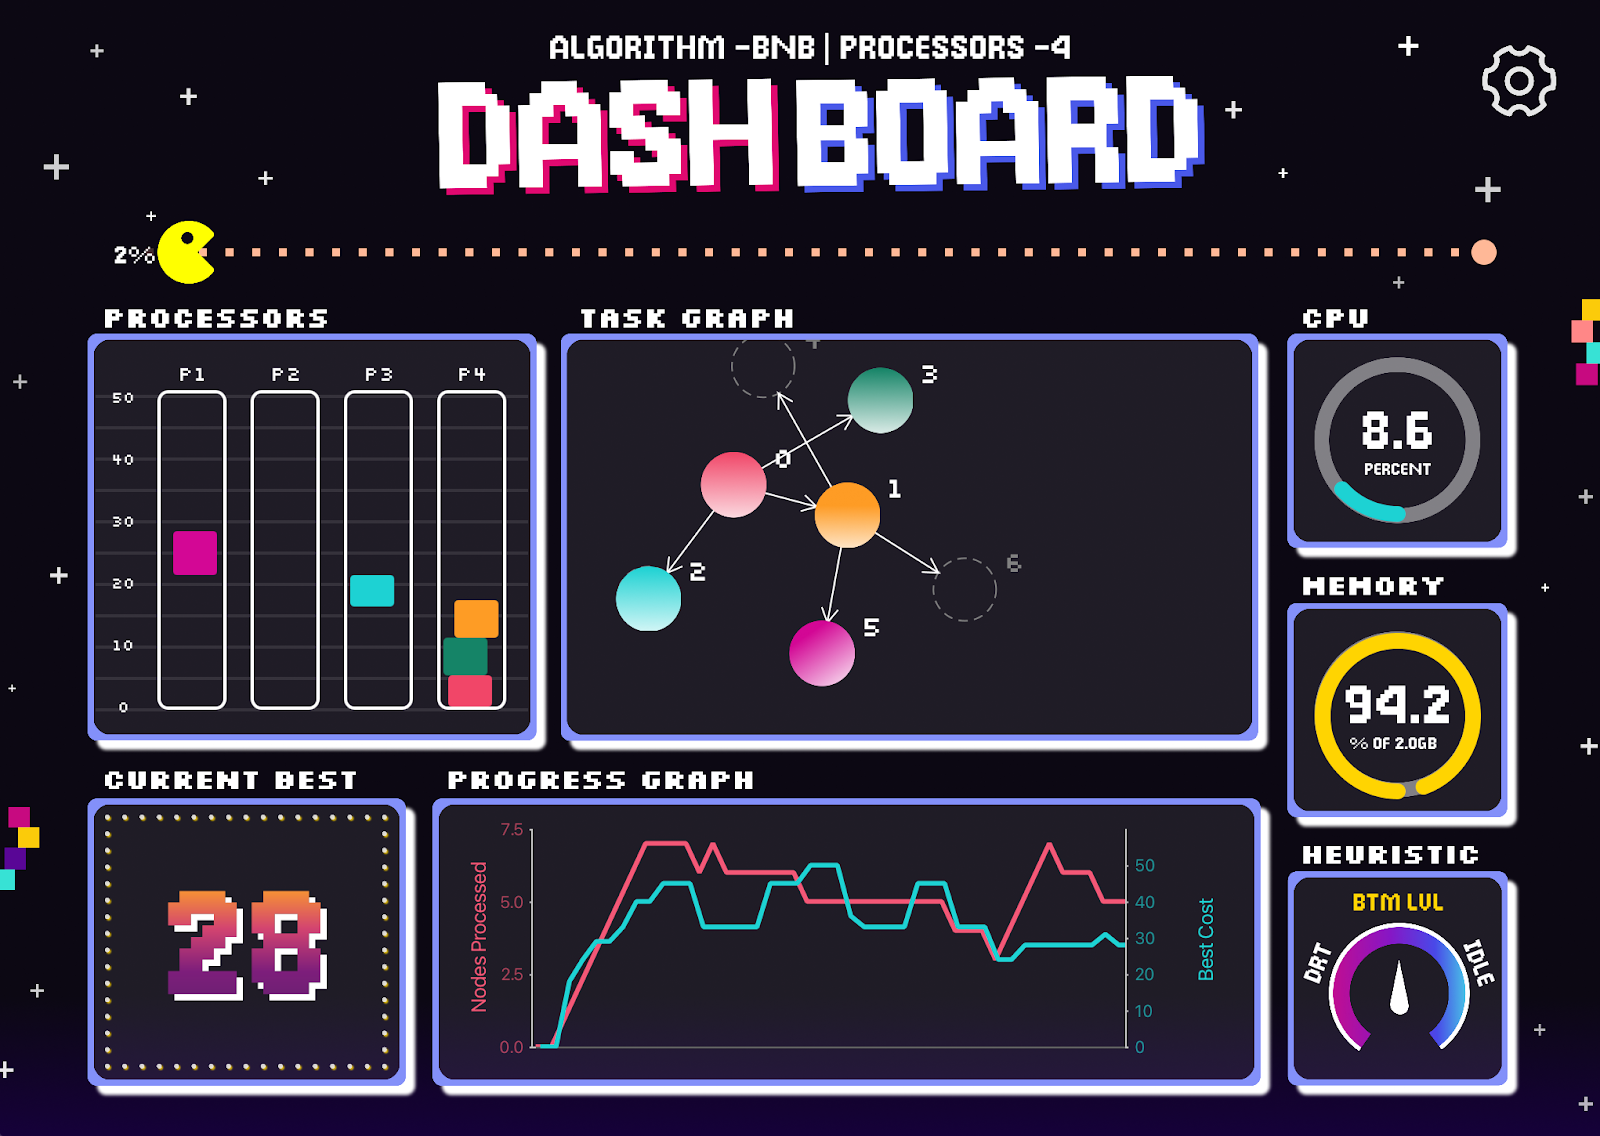 ALGORITHM -BNB | PROCESSORS -4
DASHBOARD
2%
PROCESSORS
P1 P2 P3 P4
50
40
30
20
10
0
TASK GRAPH
3
0
1
2
6
5
CPU
8.6
PERCENT
MEMORY
94.2
% OF 2.0GB
CURRENT BEST
28
PROGRESS GRAPH
7.5
5.0
2.5
0.0
Nodes Processed
50
40
30
20
10
0
Best Cost
HEURISTIC
BTM LVL
DRT
IDLE